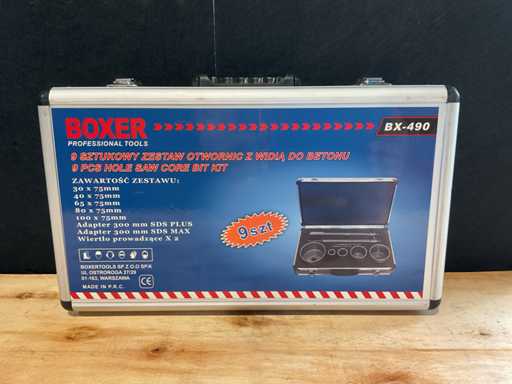 BOXER
PROFESSIONAL TOOLS
BX-490
9 SZTUKOWY ZESTAW OTWORNIC Z WIDIĄ DO BETONU
9 PCS HOLE SAW CORE BIT KIT
ZAWARTOŚĆ ZESTAWU:
30 x 75mm
40 x 75mm
65 x 75mm
80 x 75mm
100 x 75mm
Adapter 300 mm SDS PLUS
Adapter 300 mm SDS MAX
Wiertło prowadzące X 2
9 szt
BOXERTOOLS SP Z O.O SP.K
UL. OSTROROGA 27/29
01-163, WARSZAWA
MADE IN P.R.C.
CE